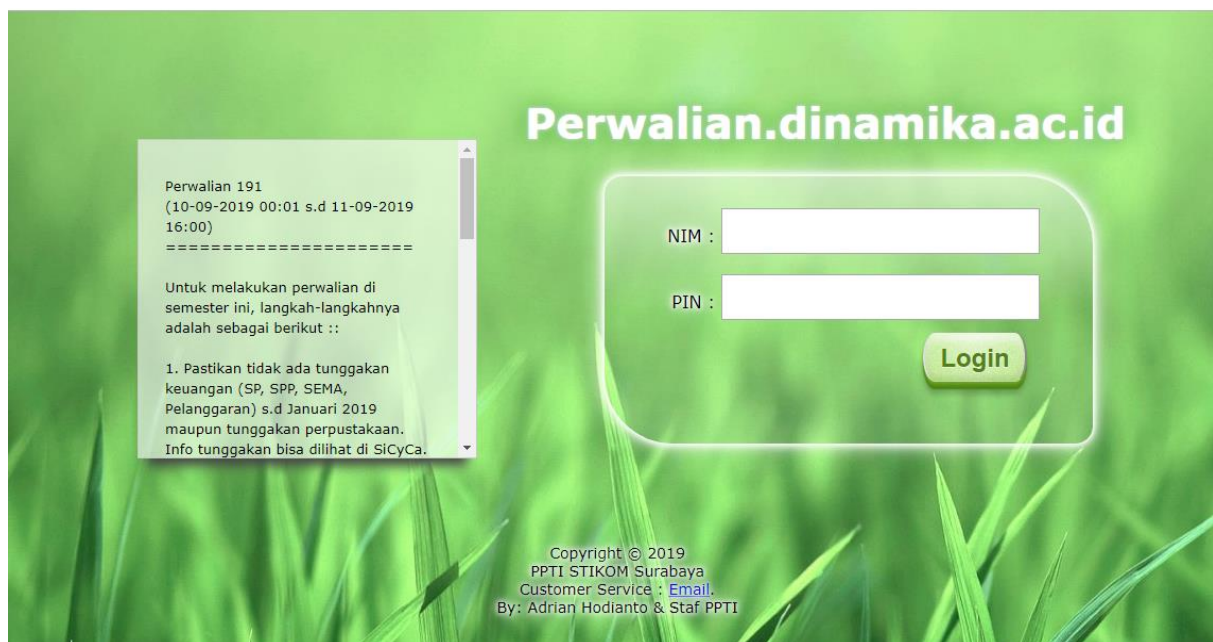 Perwalian.dinamika.ac.id
Perwalian 191
(10-09-2019 00:01 s.d 11-09-2019
16:00)
======================
Untuk melakukan perwalian di
semester ini, langkah-langkahnya
adalah sebagai berikut ::
1. Pastikan tidak ada tunggakan
keuangan (SP, SPP, SEMA,
Pelanggaran) s.d Januari 2019
maupun tunggakan perpustakaan.
Info tunggakan bisa dilihat di SiCyCa.
NIM :
PIN :
Login
Copyright © 2019
PPTI STIKOM Surabaya
Customer Service : Email.
By: Adrian Hodianto & Staf PPTI